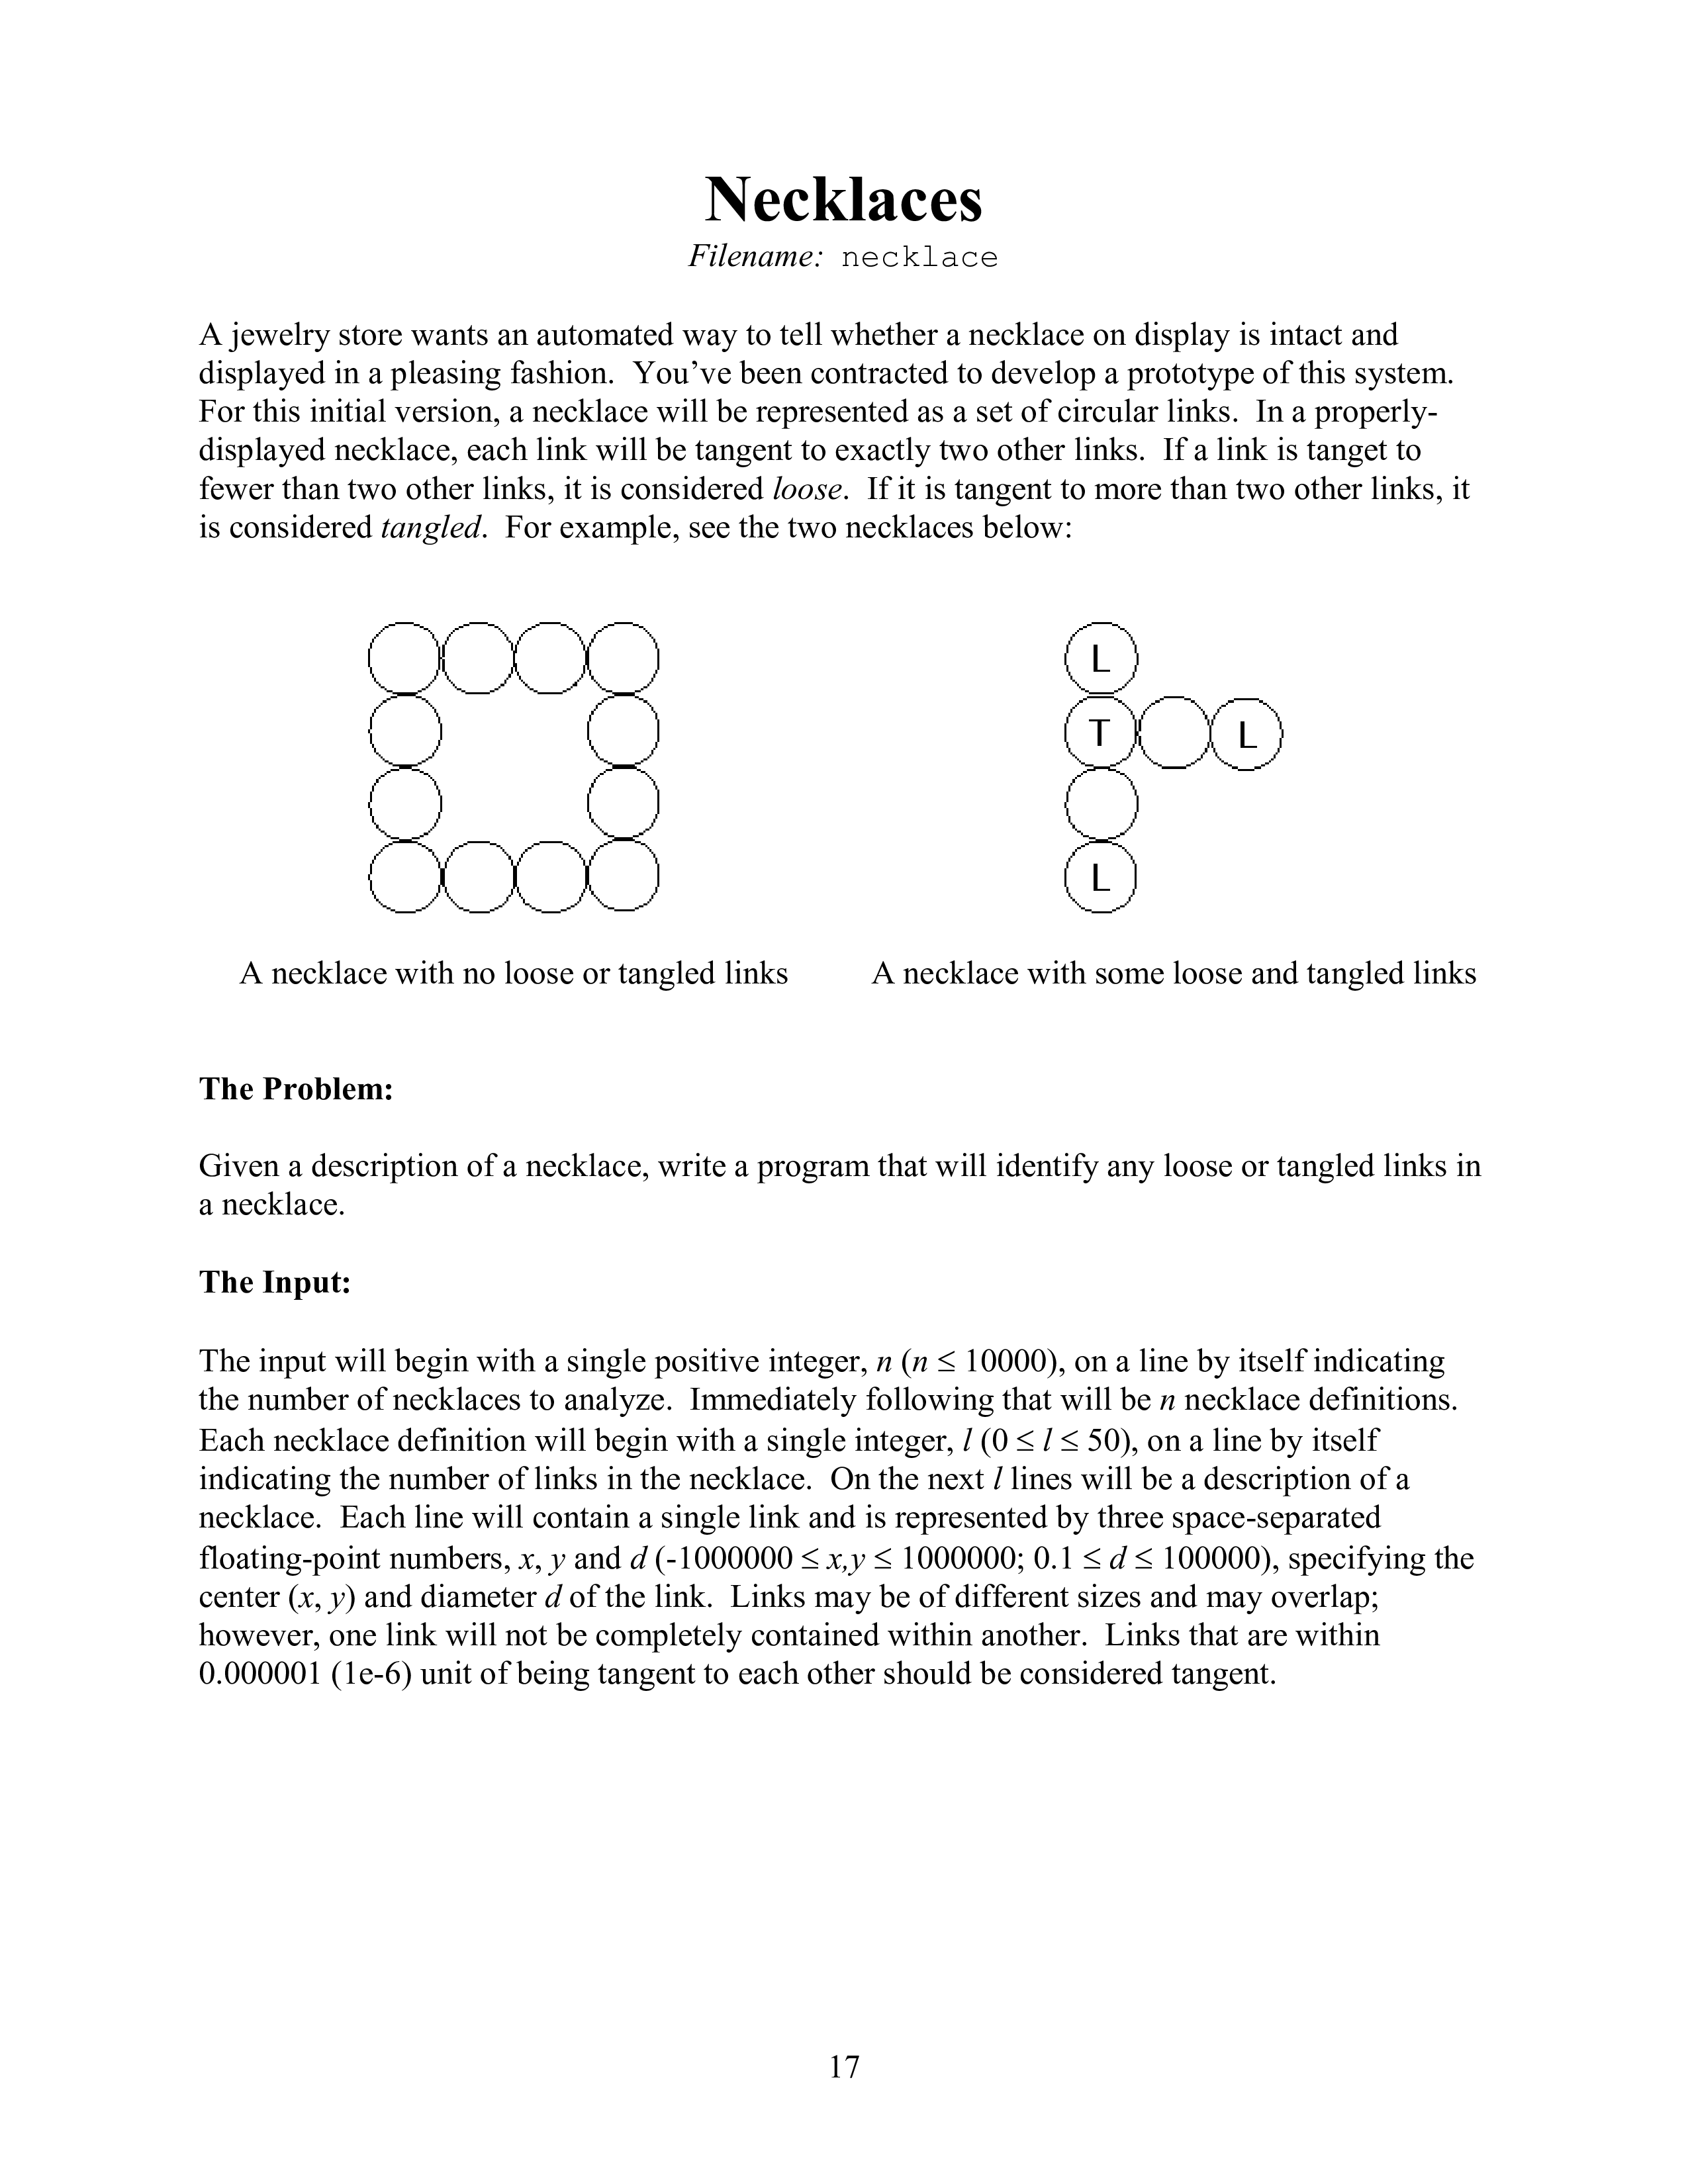 Necklaces
Filename: necklace
A jewelry store wants an automated way to tell whether a necklace on display is intact and
displayed in a pleasing fashion.  You’ve been contracted to develop a prototype of this system.
For this initial version, a necklace will be represented as a set of circular links.  In a properly-
displayed necklace, each link will be tangent to exactly two other links.  If a link is tanget to
fewer than two other links, it is considered loose.  If it is tangent to more than two other links, it
is considered tangled.  For example, see the two necklaces below:
L
T L
L
A necklace with no loose or tangled links A necklace with some loose and tangled links
The Problem:
Given a description of a necklace, write a program that will identify any loose or tangled links in
a necklace.
The Input:
The input will begin with a single positive integer, n (n ≤ 10000), on a line by itself indicating
the number of necklaces to analyze.  Immediately following that will be n necklace definitions.
Each necklace definition will begin with a single integer, l (0 ≤ l ≤ 50), on a line by itself
indicating the number of links in the necklace.  On the next l lines will be a description of a
necklace.  Each line will contain a single link and is represented by three space-separated
floating-point numbers, x, y and d (-1000000 ≤ x,y ≤ 1000000; 0.1 ≤ d ≤ 100000), specifying the
center (x, y) and diameter d of the link.  Links may be of different sizes and may overlap;
however, one link will not be completely contained within another.  Links that are within
0.000001 (1e-6) unit of being tangent to each other should be considered tangent.
17